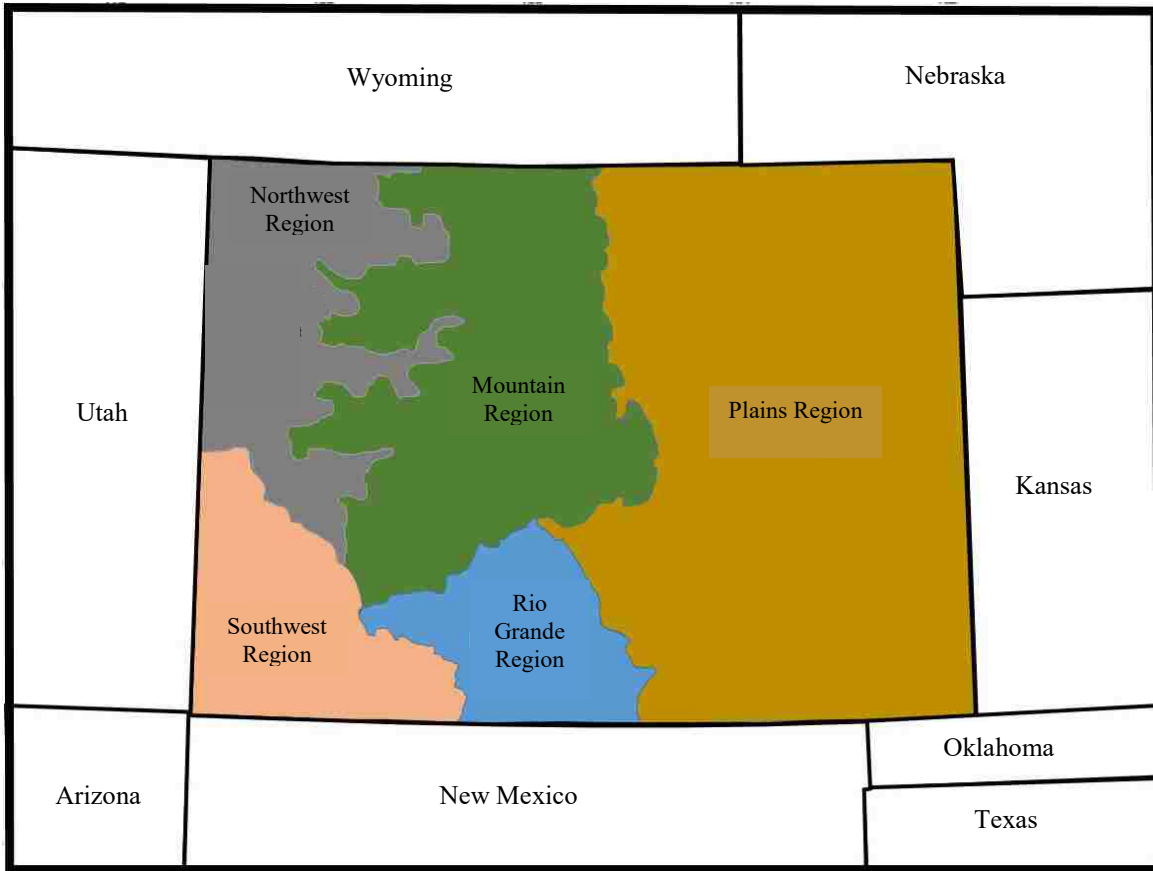 Wyoming
Nebraska
Northwest
Region
Utah
Mountain
Region
Plains Region
Kansas
Southwest
Region
Rio
Grande
Region
Oklahoma
Arizona
New Mexico
Texas